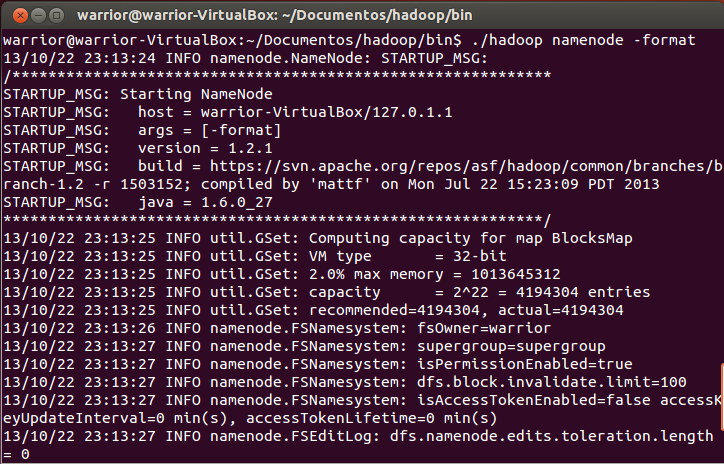 warrior@warrior-VirtualBox: ~/Documentos/hadoop/bin
warrior@warrior-VirtualBox:~/Documentos/hadoop/bin$ ./hadoop namenode -format
13/10/22 23:13:24 INFO namenode.NameNode: STARTUP_MSG:
/************************************************************
STARTUP_MSG: Starting NameNode
STARTUP_MSG:   host = warrior-VirtualBox/127.0.1.1
STARTUP_MSG:   args = [-format]
STARTUP_MSG:   version = 1.2.1
STARTUP_MSG:   build = https://svn.apache.org/repos/asf/hadoop/common/branches/b
ranch-1.2 -r 1503152; compiled by 'mattf' on Mon Jul 22 15:23:09 PDT 2013
STARTUP_MSG:   java = 1.6.0_27
************************************************************/
13/10/22 23:13:25 INFO util.GSet: Computing capacity for map BlocksMap
13/10/22 23:13:25 INFO util.GSet: VM type       = 32-bit
13/10/22 23:13:25 INFO util.GSet: 2.0% max memory = 1013645312
13/10/22 23:13:25 INFO util.GSet: capacity      = 2^22 = 4194304 entries
13/10/22 23:13:25 INFO util.GSet: recommended=4194304, actual=4194304
13/10/22 23:13:26 INFO namenode.FSNamesystem: fsOwner=warrior
13/10/22 23:13:27 INFO namenode.FSNamesystem: supergroup=supergroup
13/10/22 23:13:27 INFO namenode.FSNamesystem: isPermissionEnabled=true
13/10/22 23:13:27 INFO namenode.FSNamesystem: dfs.block.invalidate.limit=100
13/10/22 23:13:27 INFO namenode.FSNamesystem: isAccessTokenEnabled=false accessK
eyUpdateInterval=0 min(s), accessTokenLifetime=0 min(s)
13/10/22 23:13:27 INFO namenode.FSEditLog: dfs.namenode.edits.toleration.length
= 0